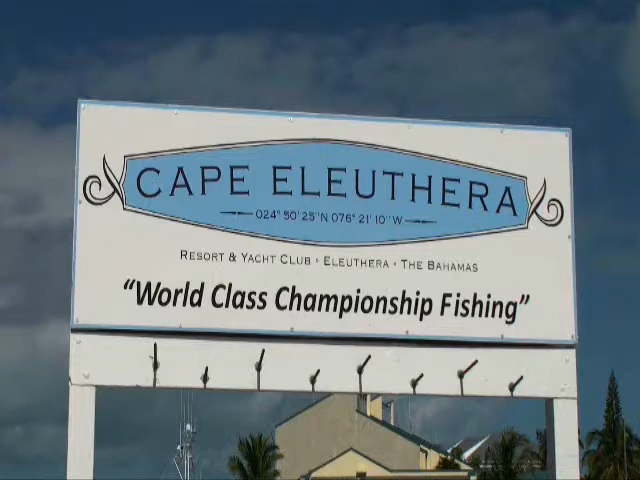 CAPE ELEUTHERA
024° 50' 25" N 076° 21' 10" W
RESORT & YACHT CLUB • ELEUTHERA • THE BAHAMAS
“World Class Championship Fishing”